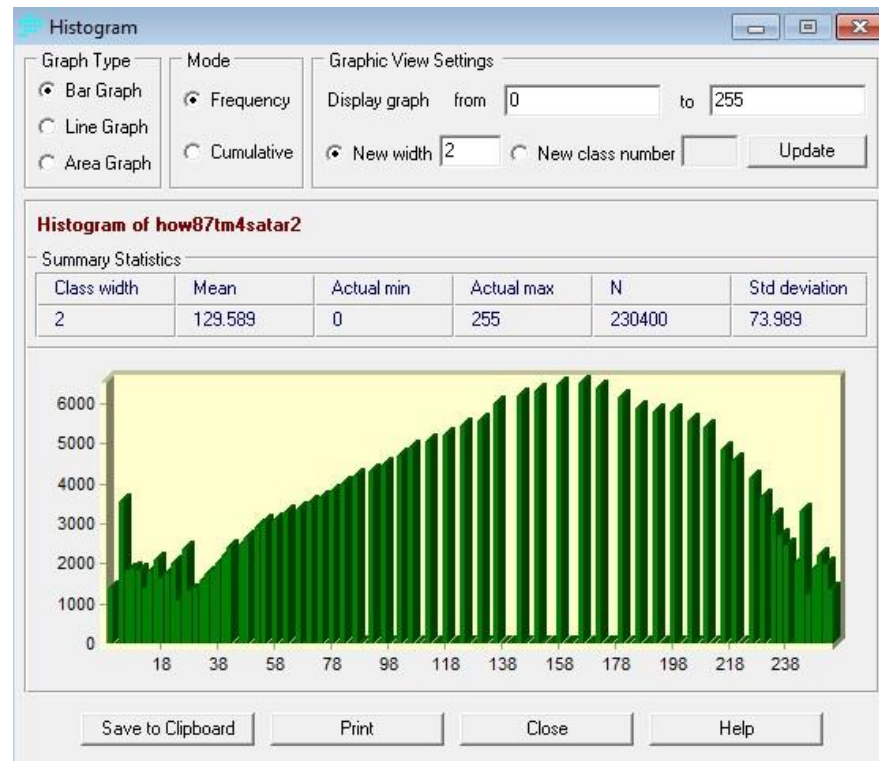 Histogram
Graph Type
Bar Graph
Line Graph
Area Graph
Mode
Frequency
Cumulative
Graphic View Settings
Display graph from 0 to 255
New width 2 New class number Update
Histogram of how87tm4satar2
Summary Statistics
Class width Mean Actual min Actual max N Std deviation
2 129.589 0 255 230400 73.989
6000
5000
4000
3000
2000
1000
0
18 38 58 78 98 118 138 158 178 198 218 238
Save to Clipboard Print Close Help